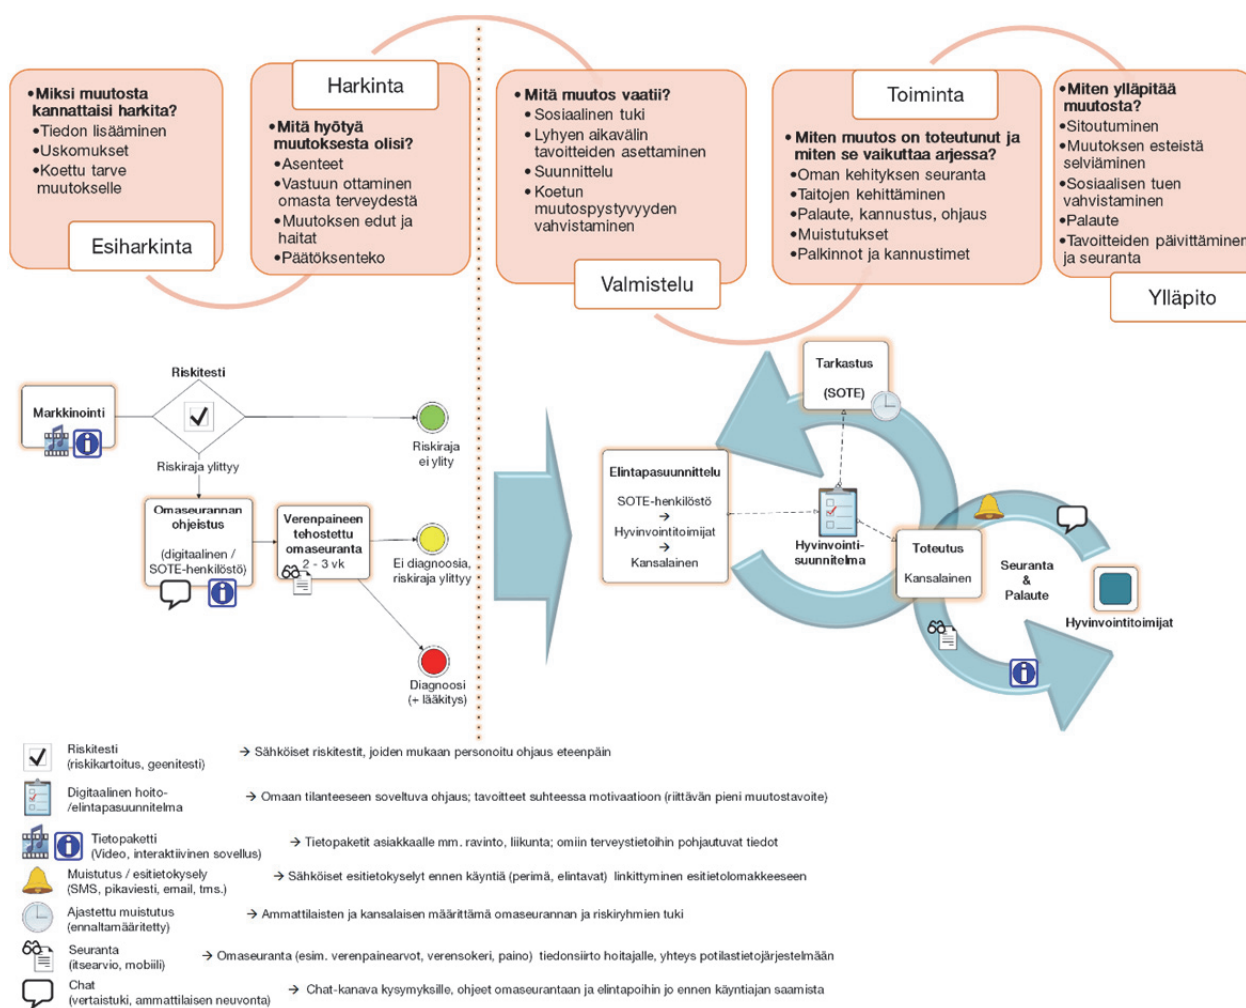 •Miksi muutosta
kannattaisi harkita?
•Tiedon lisääminen
•Uskomukset
•Koettu tarve
muutokselle
Esiharkinta
Harkinta
•Mitä hyötyä
muutoksesta olisi?
•Asenteet
•Vastuun ottaminen
omasta terveydestä
•Muutoksen edut ja
haitat
•Päätöksenteko
•Mitä muutos vaatii?
•Sosiaalinen tuki
•Lyhyen aikavälin
tavoitteiden asettaminen
•Suunnittelu
•Koetun
muutospystyvyyden
vahvistaminen
Valmistelu
Toiminta
•Miten muutos on toteutunut ja
miten se vaikuttaa arjessa?
•Oman kehityksen seuranta
•Taitojen kehittäminen
•Palaute, kannustus, ohjaus
•Muistutukset
•Palkinnot ja kannustimet
•Miten ylläpitää
muutosta?
•Sitoutuminen
•Muutoksen esteistä
selviäminen
•Sosiaalisen tuen
vahvistaminen
•Palaute
•Tavoitteiden päivittäminen
ja seuranta
Ylläpito
Markkinointi
Riskitesti
Riskiraja
ei ylity
Riskiraja ylittyy
Omaseurannan
ohjeistus
(digitaalinen /
SOTE-henkilöstö)
Verenpaineen
tehostettu
omaseuranta
2 - 3 vk
Ei diagnoosia,
riskiraja ylittyy
Diagnoosi
(+ lääkitys)
Tarkastus
(SOTE)
Elintapasuunnittelu
SOTE-henkilöstö
→
Hyvinvointitoimijat
→
Kansalainen
Hyvinvointi-
suunnitelma
Toteutus
Kansalainen
Seuranta
&
Palaute
Hyvinvointitoimijat
Riskitesti
(riskikartoitus, geenitesti)
→ Sähköiset riskitestit, joiden mukaan personoitu ohjaus eteenpäin
Digitaalinen hoito-
/elintapasuunnitelma
→ Omaan tilanteeseen soveltuva ohjaus; tavoitteet suhteessa motivaatioon (riittävän pieni muutostavoite)
Tietopaketti
(Video, interaktiivinen sovellus)
→ Tietopaketit asiakkaalle mm. ravinto, liikunta; omiin terveystietoihin pohjautuvat tiedot
Muistutus / esitietokysely
(SMS, pikaviesti, email, tms.)
→ Sähköiset esitietokyselyt ennen käyntiä (perimä, elintavat) linkittyminen esitietolomakkeeseen
Ajastettu muistutus
(ennaltamääritetty)
→ Ammattilaisten ja kansalaisen määrittämä omaseurannan ja riskiryhmien tuki
Seuranta
(itsearvio, mobiili)
→ Omaseuranta (esim. verenpainearvot, verensokeri, paino) tiedonsiirto hoitajalle, yhteys potilastietojärjestelmään
Chat
(vertaistuki, ammattilaisen neuvonta)
→ Chat-kanava kysymyksille, ohjeet omaseurantaan ja elintapoihin jo ennen käyntiajan saamista